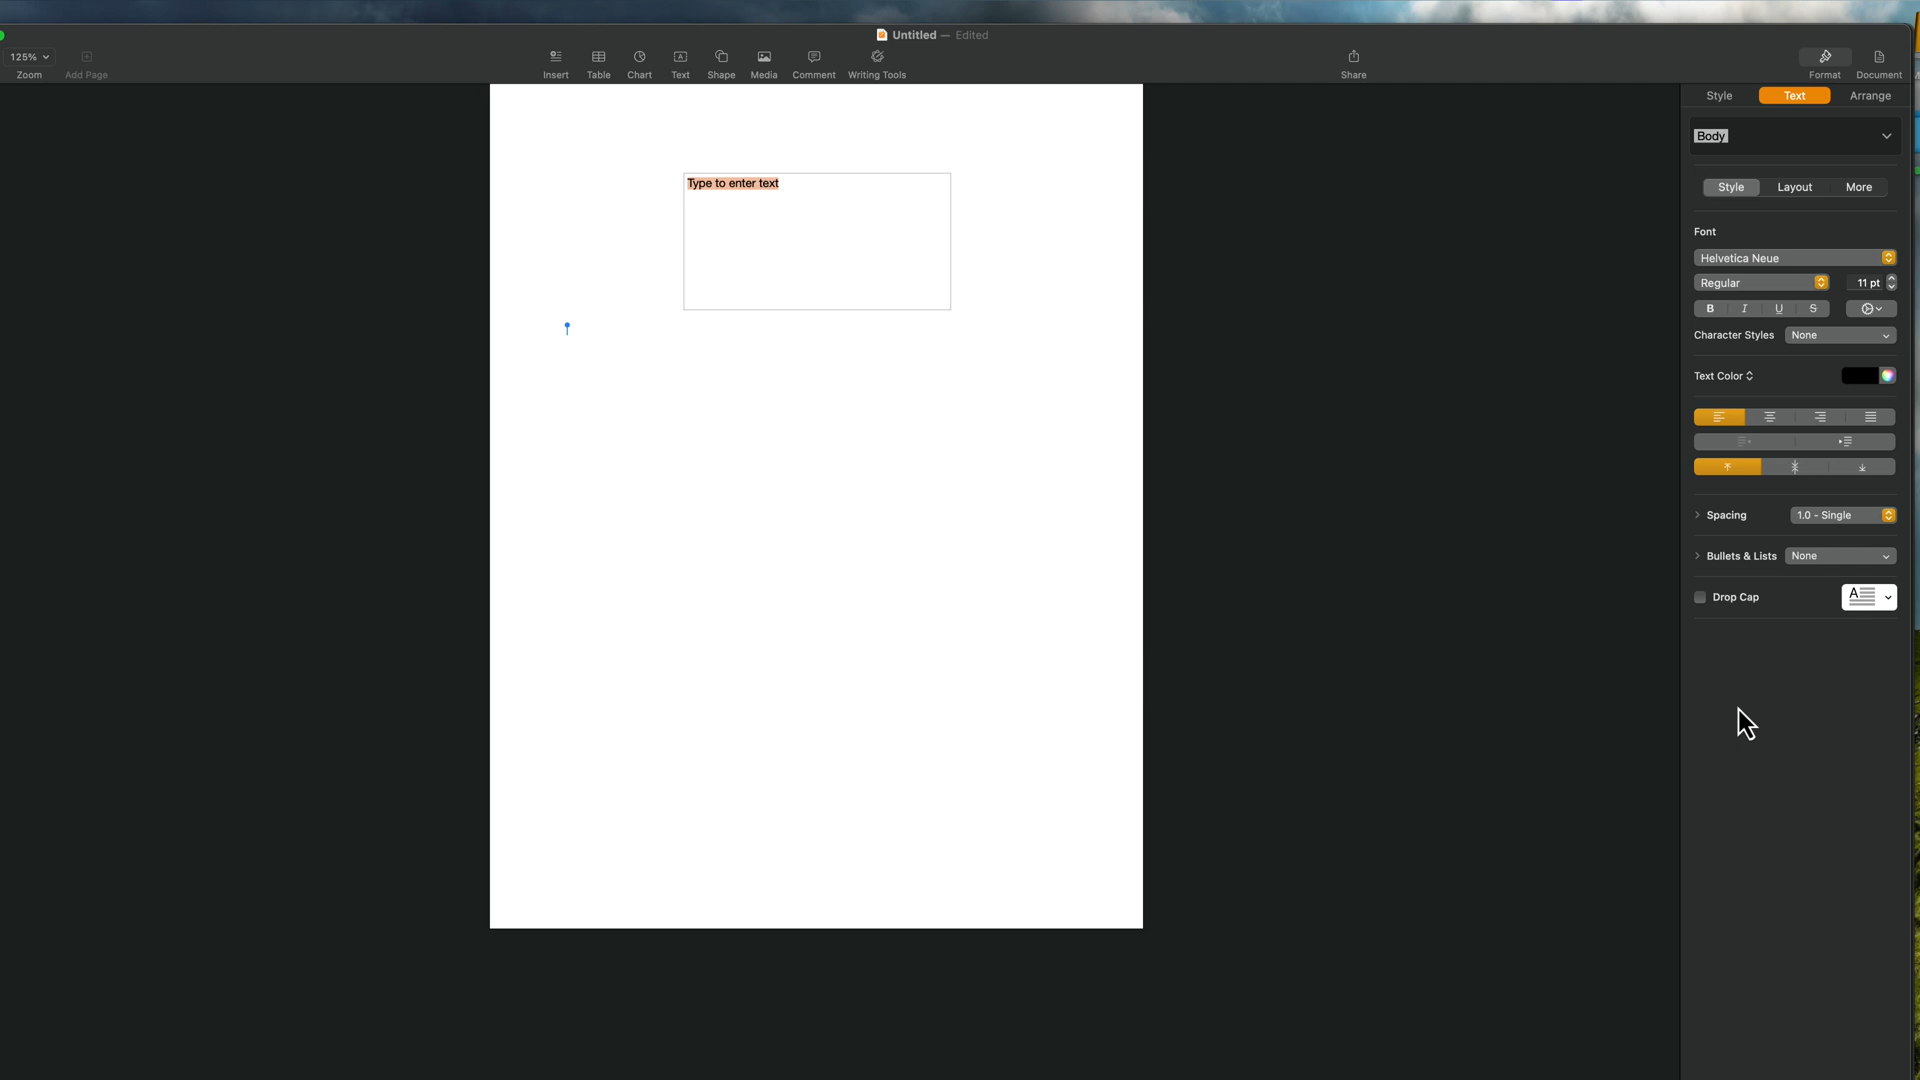 Untitled — Edited
125%
Zoom
Add Page
Insert
Table
Chart
Text
Shape
Media
Comment
Writing Tools
Share
Format
Document
Style
Text
Arrange
Body
Type to enter text
Style
Layout
More
Font
Helvetica Neue
Regular
11 pt
B I U S
Character Styles
None
Text Color
Spacing
1.0 - Single
Bullets & Lists
None
Drop Cap
A